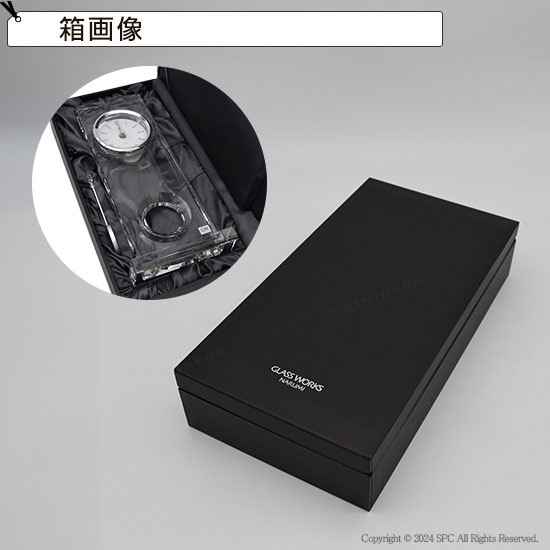 箱画像
GLASS WORKS
NARUMI
Copyright © 2024 SPC All Rights Reserved.